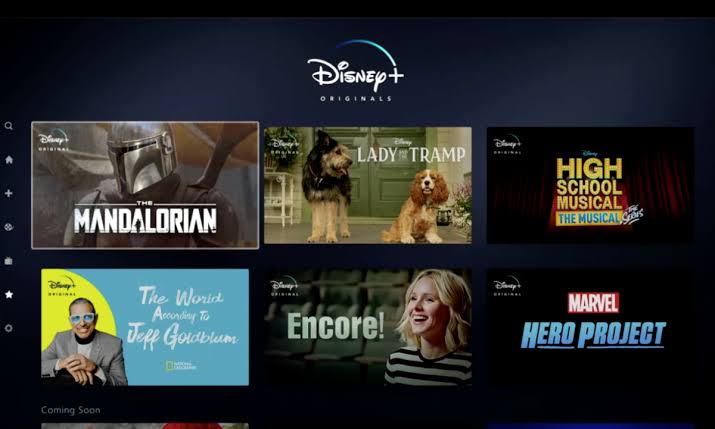 Disney+
ORIGINALS
Disney+
ORIGINAL
THE
MANDALORIAN
Disney+
ORIGINAL
Disney
LADY AND THE TRAMP
Disney+
ORIGINAL
Disney
HIGH
SCHOOL
MUSICAL
THE MUSICAL
THE SERIES
Disney+
ORIGINAL
The World
According To
Jeff Goldblum
NATIONAL
GEOGRAPHIC
Disney+
ORIGINAL
Encore!
Disney+
ORIGINAL
MARVEL
HERO PROJECT
Coming Soon